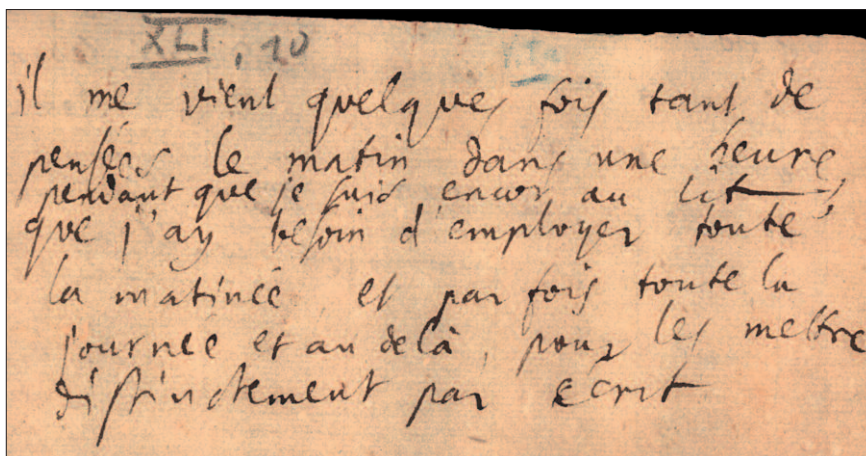 XLI, 10
il me vient quelques fois tant de
pensées le matin dans une heure,
pendant que je suis encor au lit,
que j'ay besoin d'employer toute
la matinée, et par fois toute la
journée et au delà, pour les mettre
distinctement par écrit